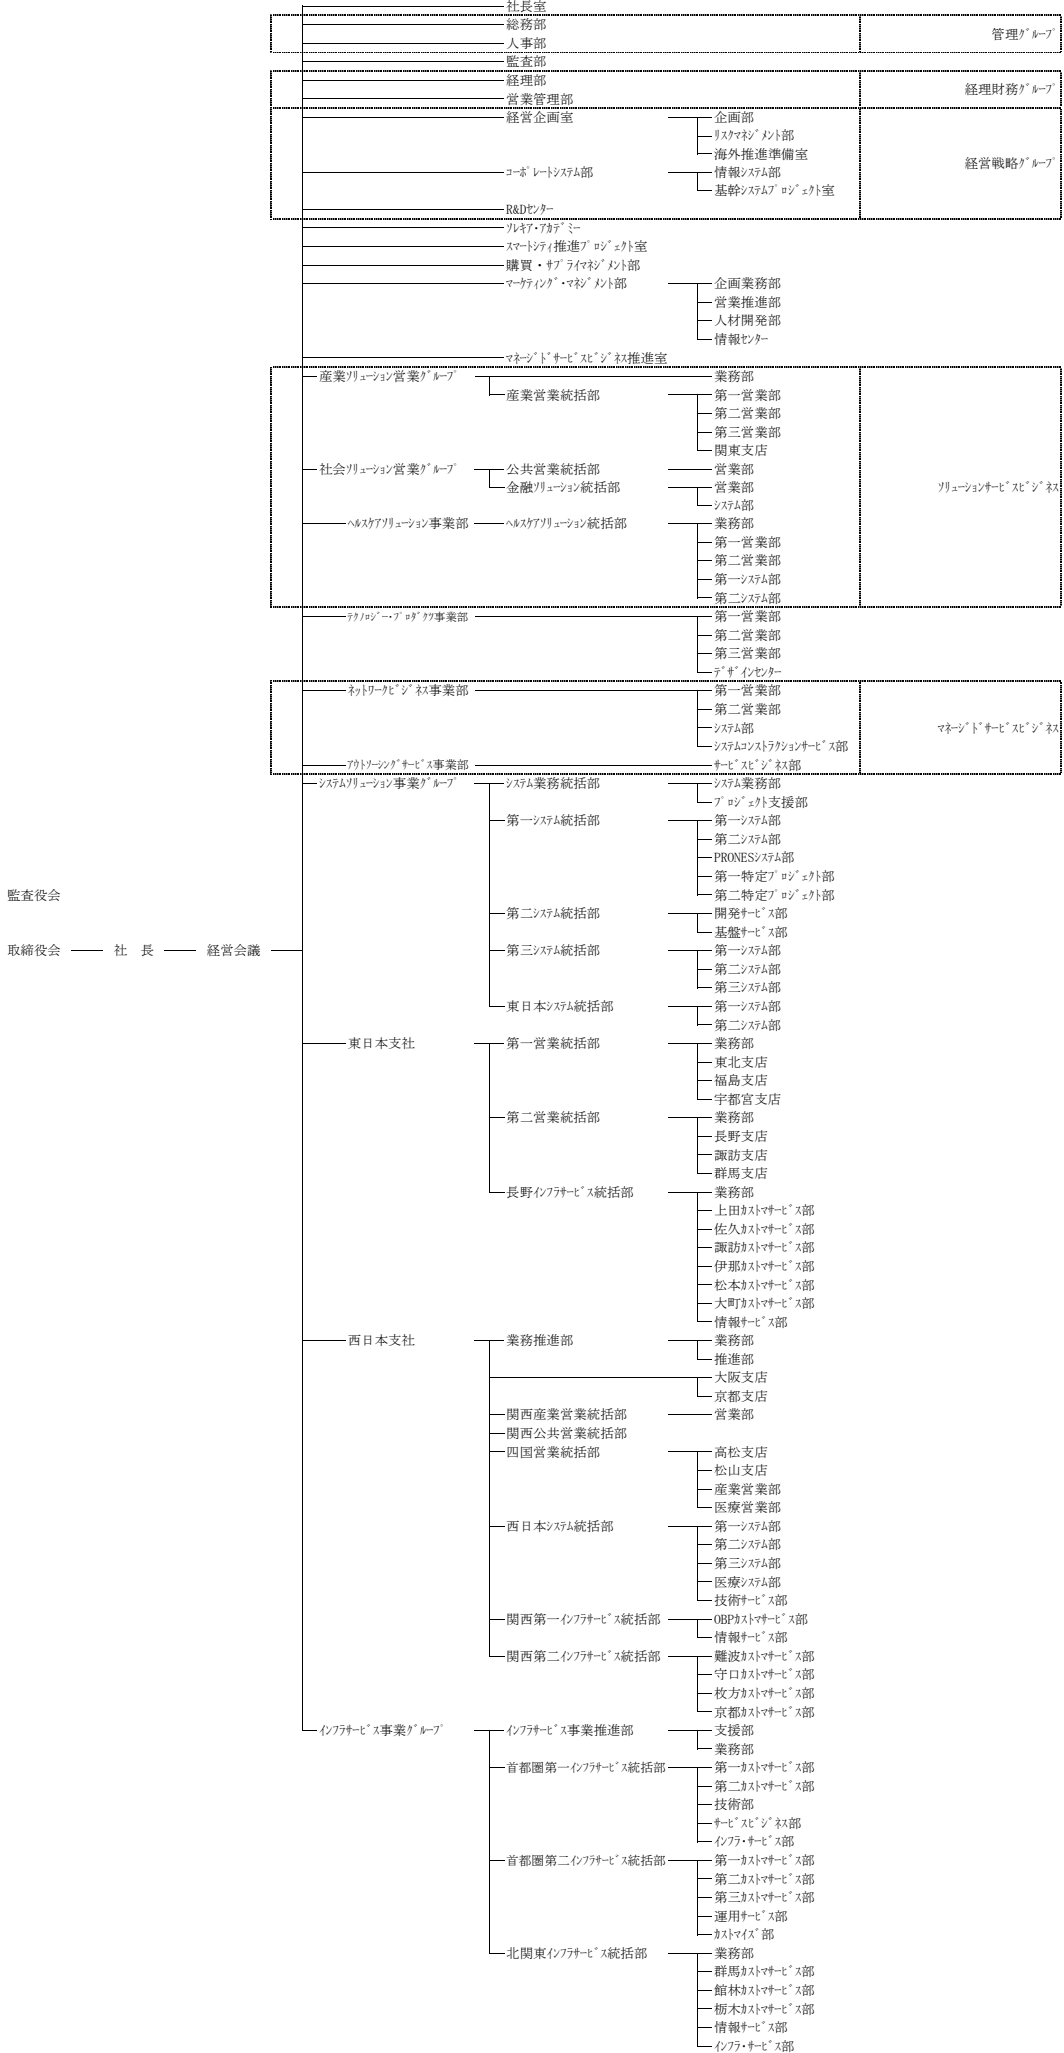 社長室
総務部
管理ｸﾞﾙｰﾌﾟ
人事部
監査部
経理部
経理財務ｸﾞﾙｰﾌﾟ
営業管理部
経営企画室 企画部
ﾘｽｸﾏﾈｼﾞﾒﾝﾄ部
海外推進準備室
経営戦略ｸﾞﾙｰﾌﾟ
ｺｰﾎﾟﾚｰﾄｼｽﾃﾑ部 情報ｼｽﾃﾑ部
基幹ｼｽﾃﾑﾌﾟﾛｼﾞｪｸﾄ室
R&Dｾﾝﾀｰ
ｿﾚｷｱ･ｱｶﾃﾞﾐｰ
ｽﾏｰﾄｼﾃｨ推進ﾌﾟﾛｼﾞｪｸﾄ室
購買・ｻﾌﾟﾗｲﾏﾈｼﾞﾒﾝﾄ部
ﾏｰｹﾃｨﾝｸﾞ･ﾏﾈｼﾞﾒﾝﾄ部 企画業務部
営業推進部
人材開発部
情報ｾﾝﾀｰ
ﾏﾈｰｼﾞﾄﾞｻｰﾋﾞｽﾋﾞｼﾞﾈｽ推進室
産業ｿﾘｭｰｼｮﾝ営業ｸﾞﾙｰﾌﾟ 業務部
産業営業統括部 第一営業部
第二営業部
第三営業部
関東支店
社会ｿﾘｭｰｼｮﾝ営業ｸﾞﾙｰﾌﾟ 公共営業統括部 営業部
金融ｿﾘｭｰｼｮﾝ統括部 営業部 ｿﾘｭｰｼｮﾝｻｰﾋﾞｽﾋﾞｼﾞﾈｽ
ｼｽﾃﾑ部
ﾍﾙｽｹｱｿﾘｭｰｼｮﾝ事業部 ﾍﾙｽｹｱｿﾘｭｰｼｮﾝ統括部 業務部
第一営業部
第二営業部
第一ｼｽﾃﾑ部
第二ｼｽﾃﾑ部
ﾃｸﾉﾛｼﾞｰ･ﾌﾟﾛﾀﾞｸﾂ事業部 第一営業部
第二営業部
第三営業部
ﾃﾞｻﾞｲﾝｾﾝﾀｰ
ﾈｯﾄﾜｰｸﾋﾞｼﾞﾈｽ事業部 第一営業部
第二営業部
ｼｽﾃﾑ部 ﾏﾈｰｼﾞﾄﾞｻｰﾋﾞｽﾋﾞｼﾞﾈｽ
ｼｽﾃﾑｺﾝｽﾄﾗｸｼｮﾝｻｰﾋﾞｽ部
ｱｳﾄｿｰｼﾝｸﾞｻｰﾋﾞｽ事業部 ｻｰﾋﾞｽﾋﾞｼﾞﾈｽ部
ｼｽﾃﾑｿﾘｭｰｼｮﾝ事業ｸﾞﾙｰﾌﾟ ｼｽﾃﾑ業務統括部 ｼｽﾃﾑ業務部
ﾌﾟﾛｼﾞｪｸﾄ支援部
第一ｼｽﾃﾑ統括部 第一ｼｽﾃﾑ部
第二ｼｽﾃﾑ部
PRONESｼｽﾃﾑ部
第一特定ﾌﾟﾛｼﾞｪｸﾄ部
監査役会 第二特定ﾌﾟﾛｼﾞｪｸﾄ部
第二ｼｽﾃﾑ統括部 開発ｻｰﾋﾞｽ部
基盤ｻｰﾋﾞｽ部
取締役会 社　長 経営会議 第三ｼｽﾃﾑ統括部 第一ｼｽﾃﾑ部
第二ｼｽﾃﾑ部
第三ｼｽﾃﾑ部
東日本ｼｽﾃﾑ統括部 第一ｼｽﾃﾑ部
第二ｼｽﾃﾑ部
東日本支社 第一営業統括部 業務部
東北支店
福島支店
宇都宮支店
第二営業統括部 業務部
長野支店
諏訪支店
群馬支店
長野ｲﾝﾌﾗｻｰﾋﾞｽ統括部 業務部
上田ｶｽﾄﾏｻｰﾋﾞｽ部
佐久ｶｽﾄﾏｻｰﾋﾞｽ部
諏訪ｶｽﾄﾏｻｰﾋﾞｽ部
伊那ｶｽﾄﾏｻｰﾋﾞｽ部
松本ｶｽﾄﾏｻｰﾋﾞｽ部
大町ｶｽﾄﾏｻｰﾋﾞｽ部
情報ｻｰﾋﾞｽ部
西日本支社 業務推進部 業務部
推進部
大阪支店
京都支店
関西産業営業統括部 営業部
関西公共営業統括部
四国営業統括部 高松支店
松山支店
産業営業部
医療営業部
西日本ｼｽﾃﾑ統括部 第一ｼｽﾃﾑ部
第二ｼｽﾃﾑ部
第三ｼｽﾃﾑ部
医療ｼｽﾃﾑ部
技術ｻｰﾋﾞｽ部
関西第一ｲﾝﾌﾗｻｰﾋﾞｽ統括部 OBPｶｽﾄﾏｻｰﾋﾞｽ部
情報ｻｰﾋﾞｽ部
関西第二ｲﾝﾌﾗｻｰﾋﾞｽ統括部 難波ｶｽﾄﾏｻｰﾋﾞｽ部
守口ｶｽﾄﾏｻｰﾋﾞｽ部
枚方ｶｽﾄﾏｻｰﾋﾞｽ部
京都ｶｽﾄﾏｻｰﾋﾞｽ部
ｲﾝﾌﾗｻｰﾋﾞｽ事業ｸﾞﾙｰﾌﾟ ｲﾝﾌﾗｻｰﾋﾞｽ事業推進部 支援部
業務部
首都圏第一ｲﾝﾌﾗｻｰﾋﾞｽ統括部 第一ｶｽﾄﾏｻｰﾋﾞｽ部
第二ｶｽﾄﾏｻｰﾋﾞｽ部
技術部
ｻｰﾋﾞｽﾋﾞｼﾞﾈｽ部
ｲﾝﾌﾗ･ｻｰﾋﾞｽ部
首都圏第二ｲﾝﾌﾗｻｰﾋﾞｽ統括部 第一ｶｽﾄﾏｻｰﾋﾞｽ部
第二ｶｽﾄﾏｻｰﾋﾞｽ部
第三ｶｽﾄﾏｻｰﾋﾞｽ部
運用ｻｰﾋﾞｽ部
ｶｽﾄﾏｲｽﾞ部
北関東ｲﾝﾌﾗｻｰﾋﾞｽ統括部 業務部
群馬ｶｽﾄﾏｻｰﾋﾞｽ部
館林ｶｽﾄﾏｻｰﾋﾞｽ部
栃木ｶｽﾄﾏｻｰﾋﾞｽ部
情報ｻｰﾋﾞｽ部
ｲﾝﾌﾗ･ｻｰﾋﾞｽ部